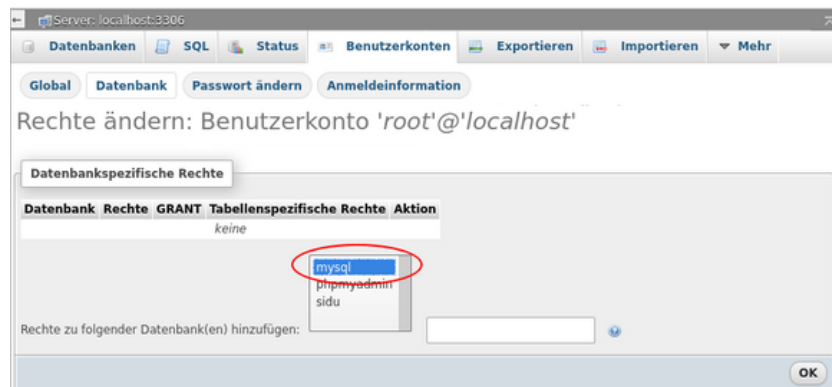 Server: localhost:3306
Datenbanken SQL Status Benutzerkonten Exportieren Importieren Mehr
Global Datenbank Passwort ändern Anmeldeinformation
Rechte ändern: Benutzerkonto 'root'@'localhost'
Datenbankspezifische Rechte
Datenbank Rechte GRANT Tabellenspezifische Rechte Aktion
keine
mysql
phpmyadmin
sidu
Rechte zu folgender Datenbank(en) hinzufügen:
OK